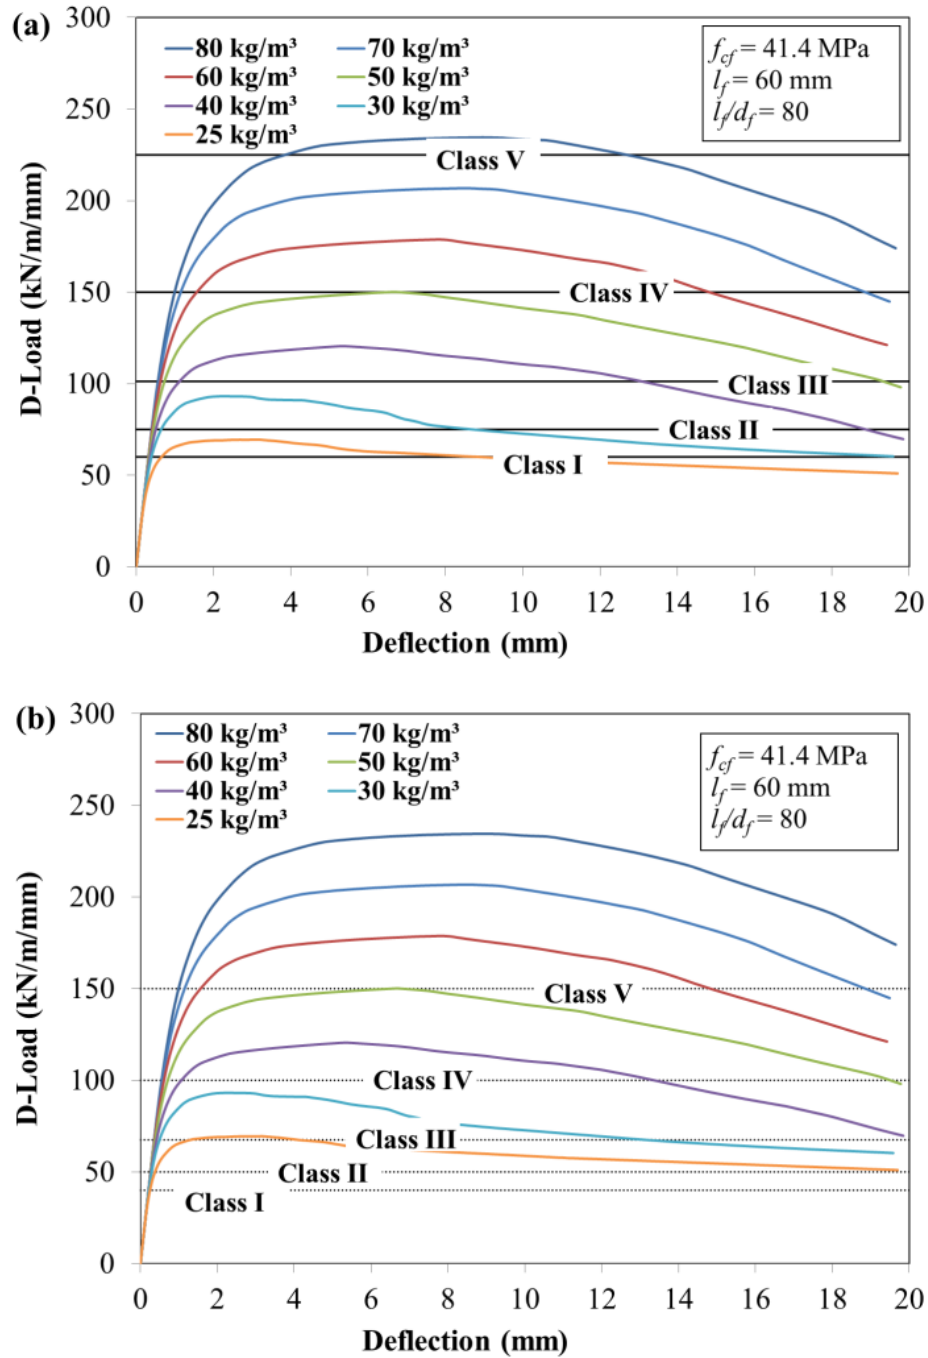 (a)
300
250
200
150
100
50
0
D-Load (kN/m/mm)
80 kg/m³ 70 kg/m³
60 kg/m³ 50 kg/m³
40 kg/m³ 30 kg/m³
25 kg/m³
f_cf = 41.4 MPa
l_f = 60 mm
l_f/d_f = 80
Class V
Class IV
Class III
Class II
Class I
0 2 4 6 8 10 12 14 16 18 20
Deflection (mm)
(b)
300
250
200
150
100
50
0
D-Load (kN/m/mm)
80 kg/m³ 70 kg/m³
60 kg/m³ 50 kg/m³
40 kg/m³ 30 kg/m³
25 kg/m³
f_cf = 41.4 MPa
l_f = 60 mm
l_f/d_f = 80
Class V
Class IV
Class III
Class II
Class I
0 2 4 6 8 10 12 14 16 18 20
Deflection (mm)